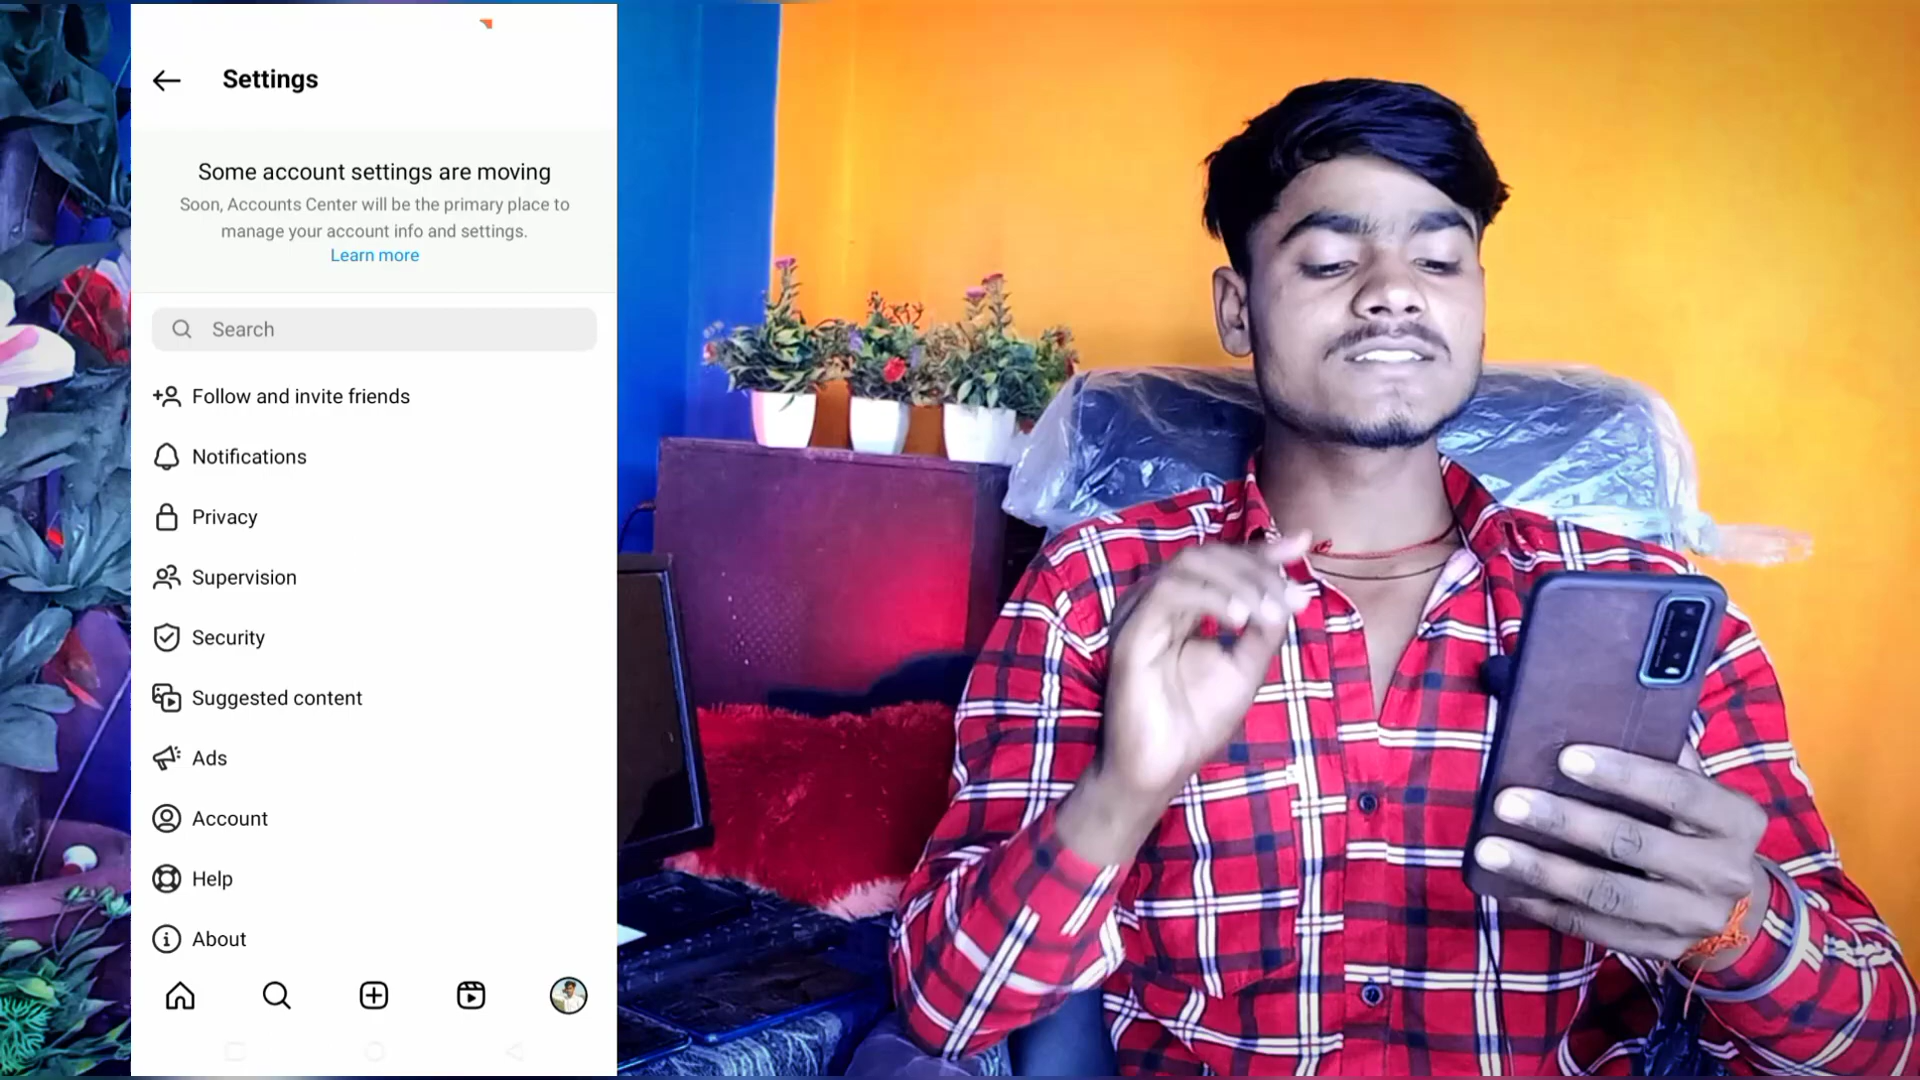 Settings
Some account settings are moving
Soon, Accounts Center will be the primary place to
manage your account info and settings.
Learn more
Search
Follow and invite friends
Notifications
Privacy
Supervision
Security
Suggested content
Ads
Account
Help
About